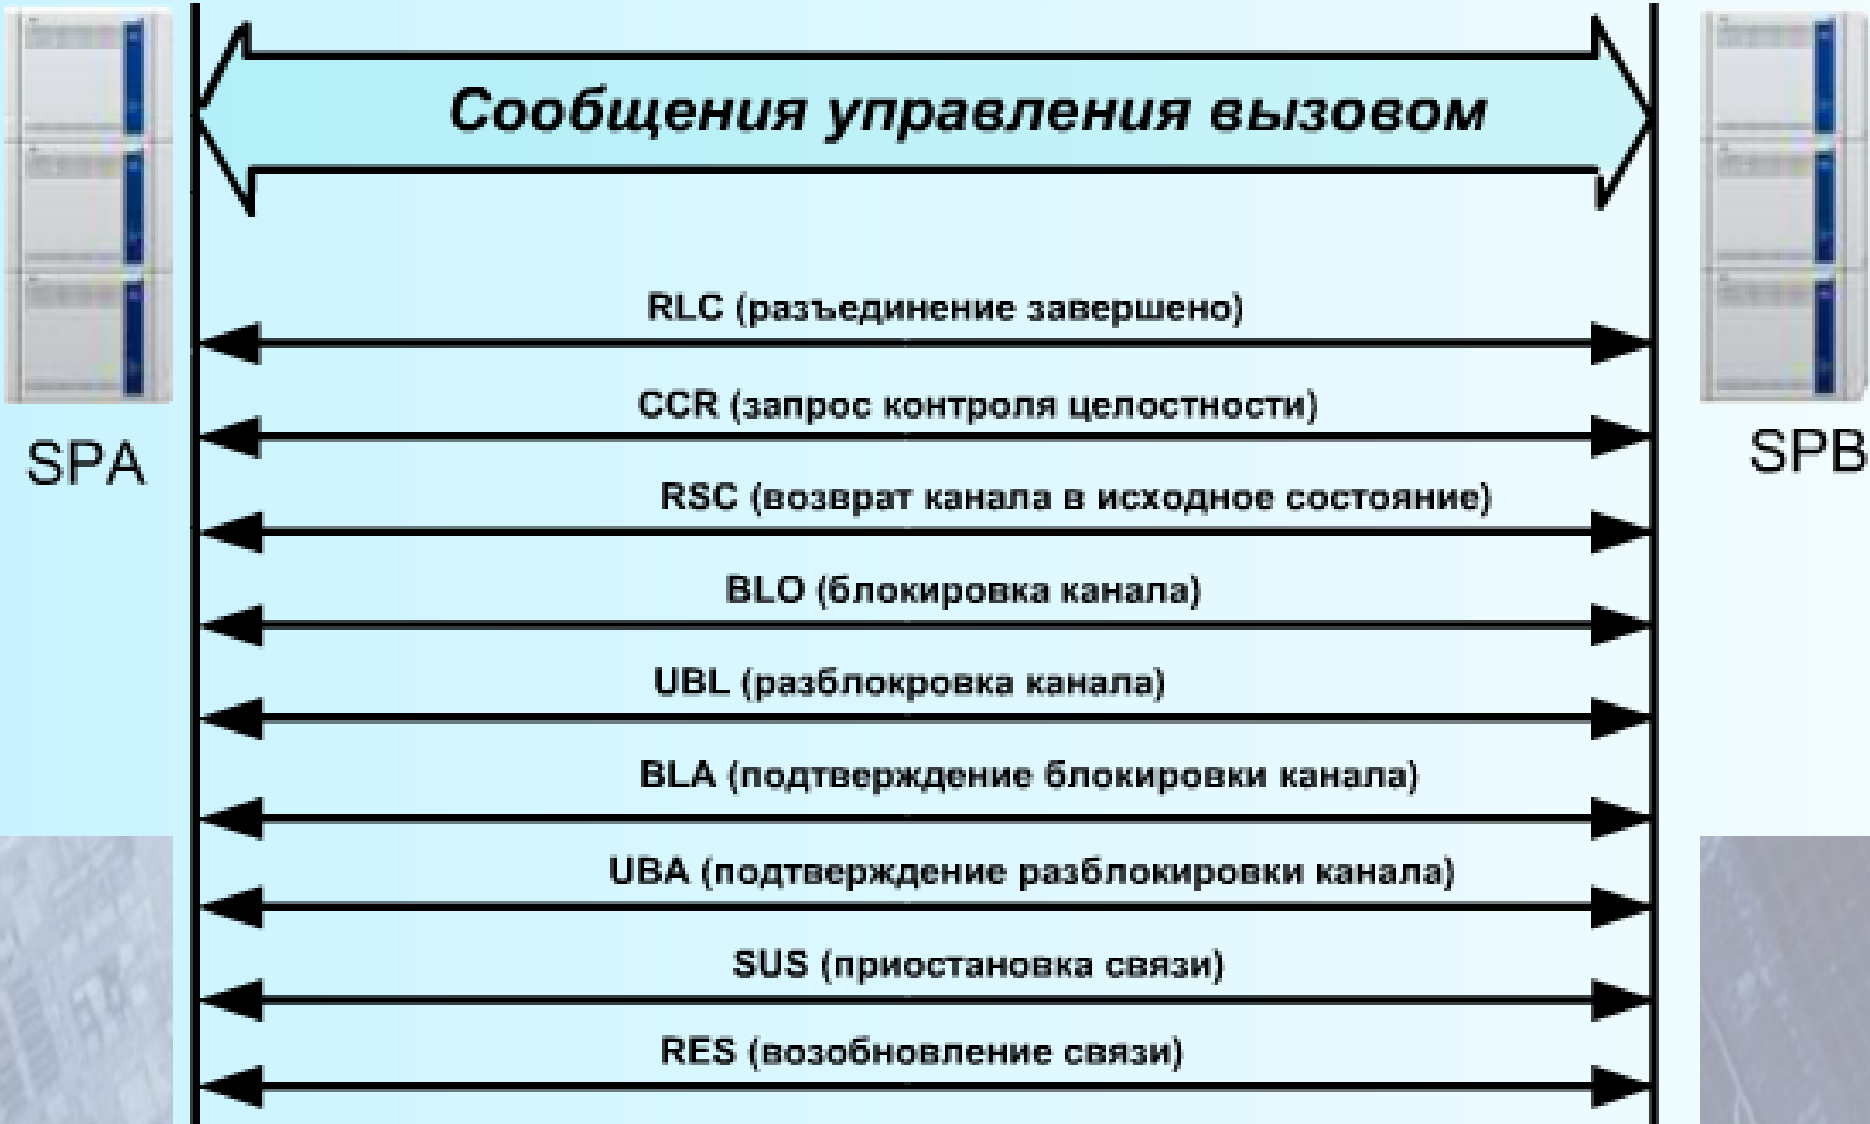 Сообщения управления вызовом
RLC (разъединение завершено)
CCR (запрос контроля целостности)
SPA
SPB
RSC (возврат канала в исходное состояние)
BLO (блокировка канала)
UBL (разблокровка канала)
BLA (подтверждение блокировки канала)
UBA (подтверждение разблокировки канала)
SUS (приостановка связи)
RES (возобновление связи)